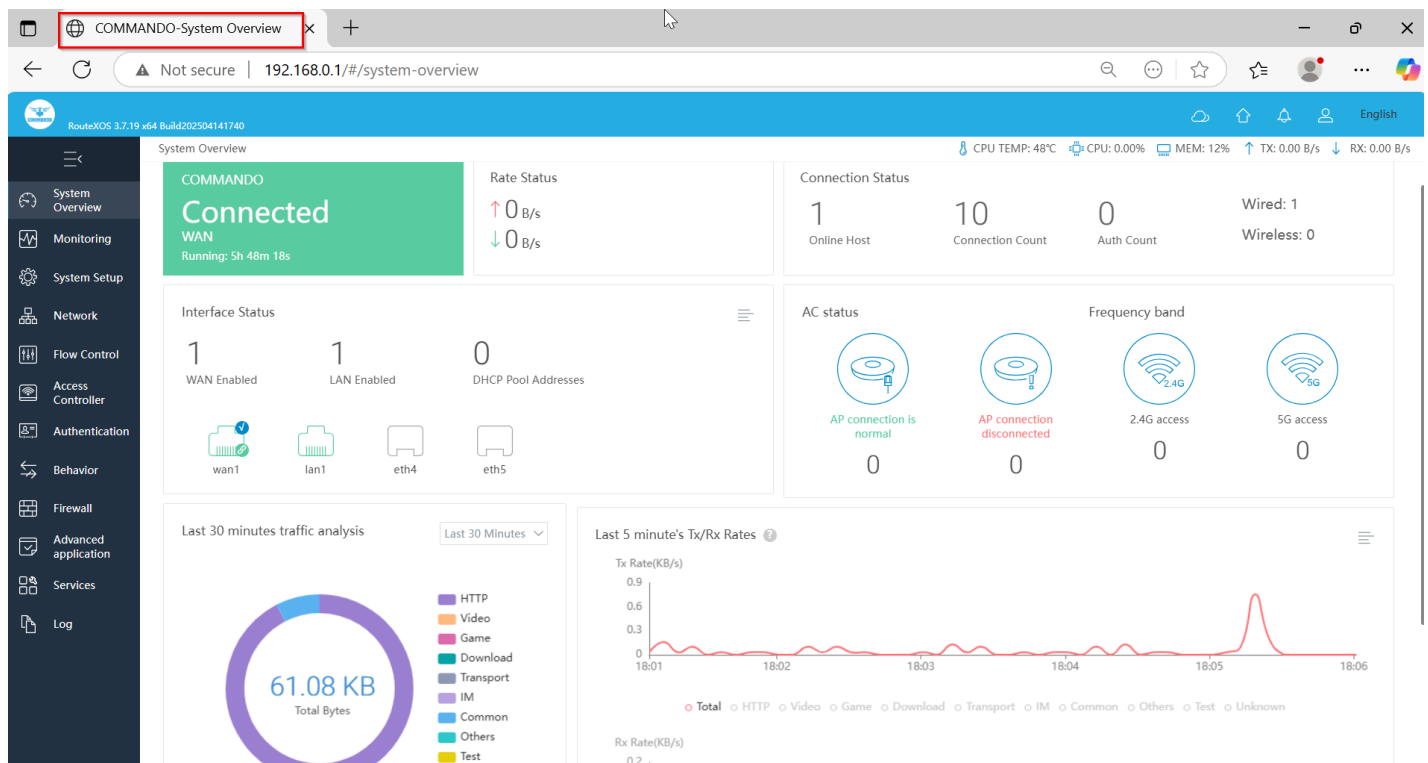 COMMANDO-System Overview
Not secure 192.168.0.1/#/system-overview
COMMANDO RouteXOS 3.7.19 x64 Build202504141740 English
System Overview CPU TEMP: 48℃ CPU: 0.00% MEM: 12% TX: 0.00 B/s RX: 0.00 B/s
System
Overview
Monitoring
System Setup
Network
Flow Control
Access
Controller
Authentication
Behavior
Firewall
Advanced
application
Services
Log
COMMANDO
Connected
WAN
Running: 5h 48m 18s
Rate Status
↑ 0 B/s
↓ 0 B/s
Connection Status
1 10 0
Online Host Connection Count Auth Count
Wired: 1
Wireless: 0
Interface Status
1 1 0
WAN Enabled LAN Enabled DHCP Pool Addresses
wan1 lan1 eth4 eth5
AC status Frequency band
2.4G 5G
AP connection is
normal
AP connection
disconnected
2.4G access 5G access
0 0 0 0
Last 30 minutes traffic analysis Last 30 Minutes
61.08 KB
Total Bytes
HTTP
Video
Game
Download
Transport
IM
Common
Others
Test
Last 5 minute's Tx/Rx Rates ?
Tx Rate(KB/s)
0.9
0.6
0.3
0
18:01 18:02 18:03 18:04 18:05 18:06
Total HTTP Video Game Download Transport IM Common Others Test Unknown
Rx Rate(KB/s)
0.2